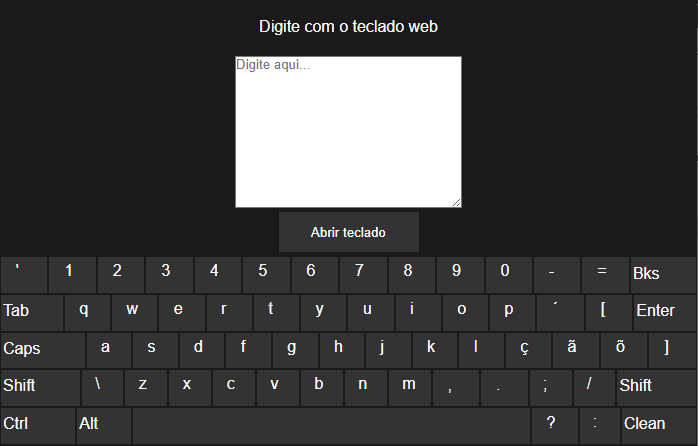 Digite com o teclado web
Digite aqui...
Abrir teclado
' 1 2 3 4 5 6 7 8 9 0 - = Bks
Tab q w e r t y u i o p ´ [ Enter
Caps a s d f g h j k l ç ã õ ]
Shift \ z x c v b n m , . ; / Shift
Ctrl Alt ? : Clean